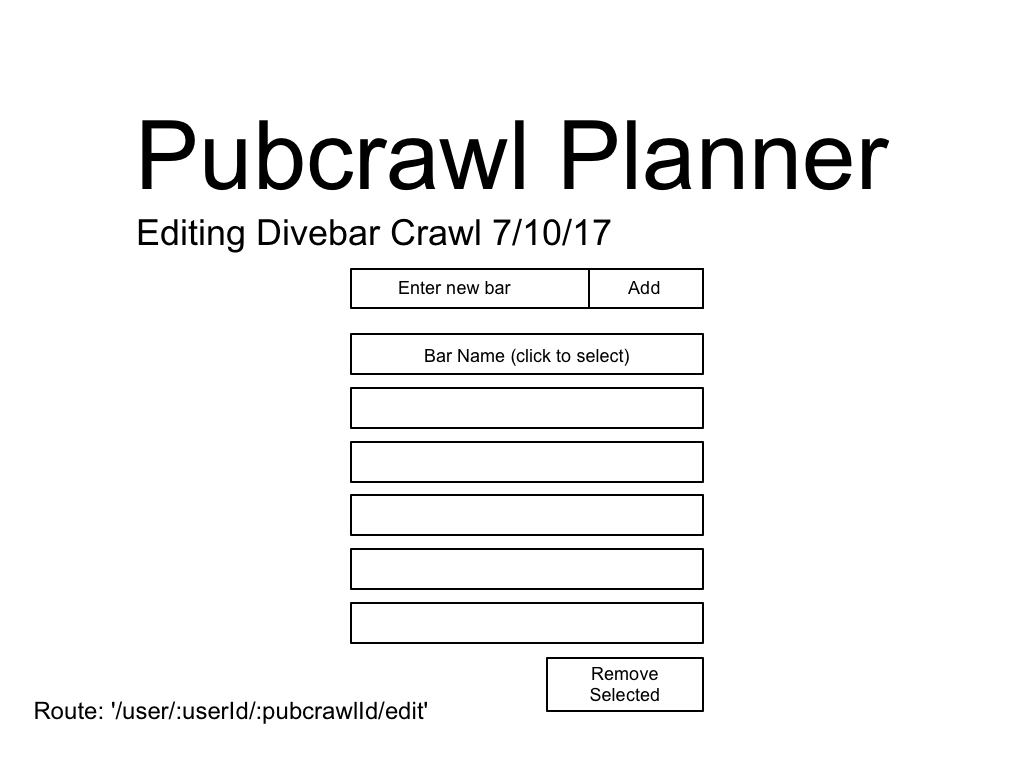 Pubcrawl Planner
Editing Divebar Crawl 7/10/17
Enter new bar
Add
Bar Name (click to select)
Remove
Selected
Route: '/user/:userId/:pubcrawlId/edit'